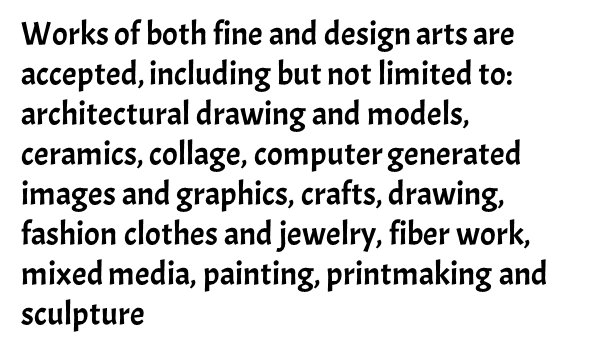 Works of both fine and design arts are
accepted, including but not limited to:
architectural drawing and models,
ceramics, collage, computer generated
images and graphics, crafts, drawing,
fashion clothes and jewelry, fiber work,
mixed media, painting, printmaking and
sculpture